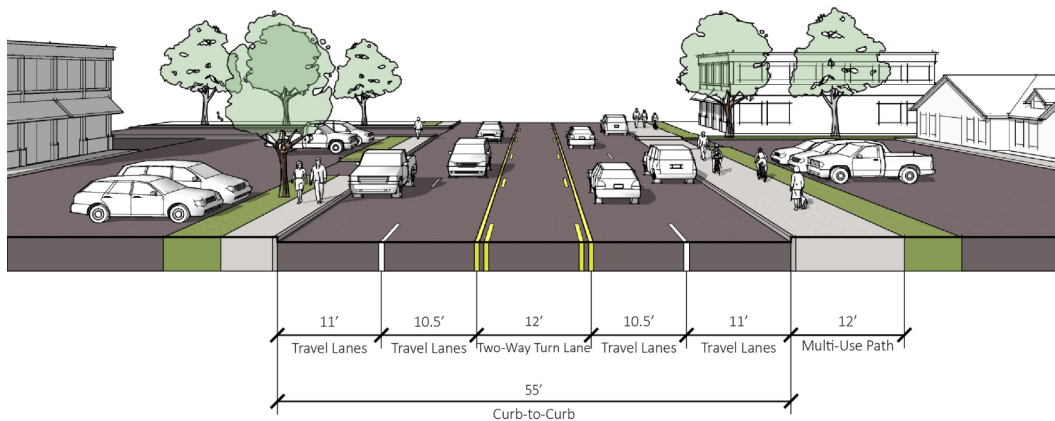 11’ 10.5’ 12’ 10.5’ 11’ 12’
Travel Lanes Travel Lanes Two-Way Turn Lane Travel Lanes Travel Lanes Multi-Use Path
55’
Curb-to-Curb